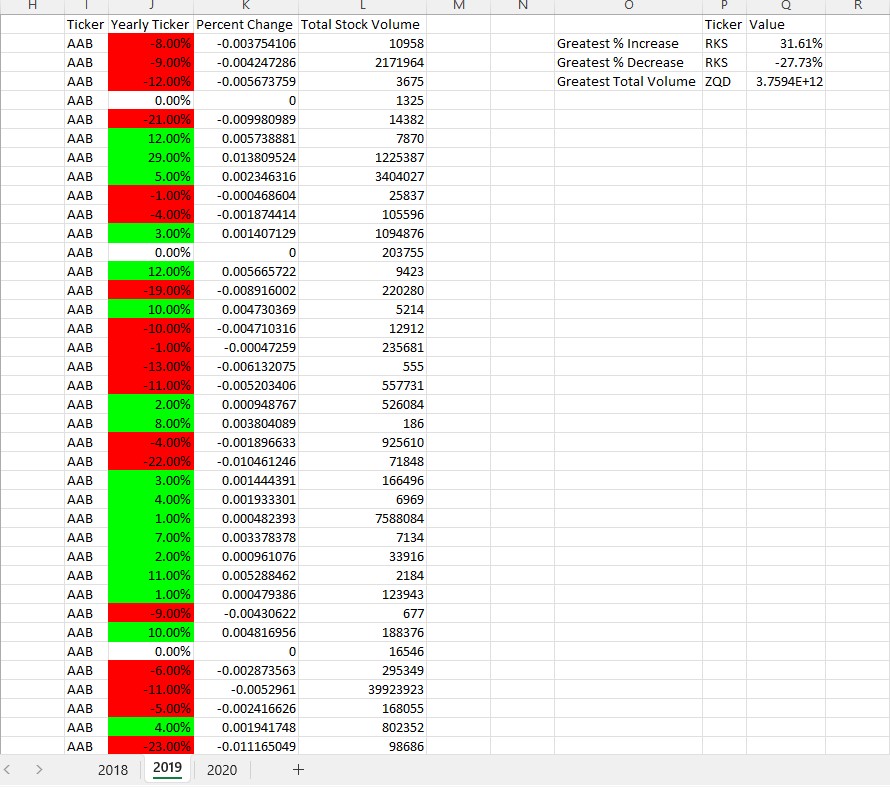 H I J K L M N O P Q R
Ticker Yearly Ticker Percent Change Total Stock Volume Ticker Value
AAB -8.00% -0.003754106 10958 Greatest % Increase RKS 31.61%
AAB -9.00% -0.004247286 2171964 Greatest % Decrease RKS -27.73%
AAB -12.00% -0.005673759 3675 Greatest Total Volume ZQD 3.7594E+12
AAB 0.00% 0 1325
AAB -21.00% -0.009980989 14382
AAB 12.00% 0.005738881 7870
AAB 29.00% 0.013809524 1225387
AAB 5.00% 0.002346316 3404027
AAB -1.00% -0.000468604 25837
AAB -4.00% -0.001874414 105596
AAB 3.00% 0.001407129 1094876
AAB 0.00% 0 203755
AAB 12.00% 0.005665722 9423
AAB -19.00% -0.008916002 220280
AAB 10.00% 0.004730369 5214
AAB -10.00% -0.004710316 12912
AAB -1.00% -0.00047259 235681
AAB -13.00% -0.006132075 555
AAB -11.00% -0.005203406 557731
AAB 2.00% 0.000948767 526084
AAB 8.00% 0.003804089 186
AAB -4.00% -0.001896633 925610
AAB -22.00% -0.010461246 71848
AAB 3.00% 0.001444391 166496
AAB 4.00% 0.001933301 6969
AAB 1.00% 0.000482393 7588084
AAB 7.00% 0.003378378 7134
AAB 2.00% 0.000961076 33916
AAB 11.00% 0.005288462 2184
AAB 1.00% 0.000479386 123943
AAB -9.00% -0.00430622 677
AAB 10.00% 0.004816956 188376
AAB 0.00% 0 16546
AAB -6.00% -0.002873563 295349
AAB -11.00% -0.0052961 39923923
AAB -5.00% -0.002416626 168055
AAB 4.00% 0.001941748 802352
AAB -23.00% -0.011165049 98686
2018 2019 2020 +